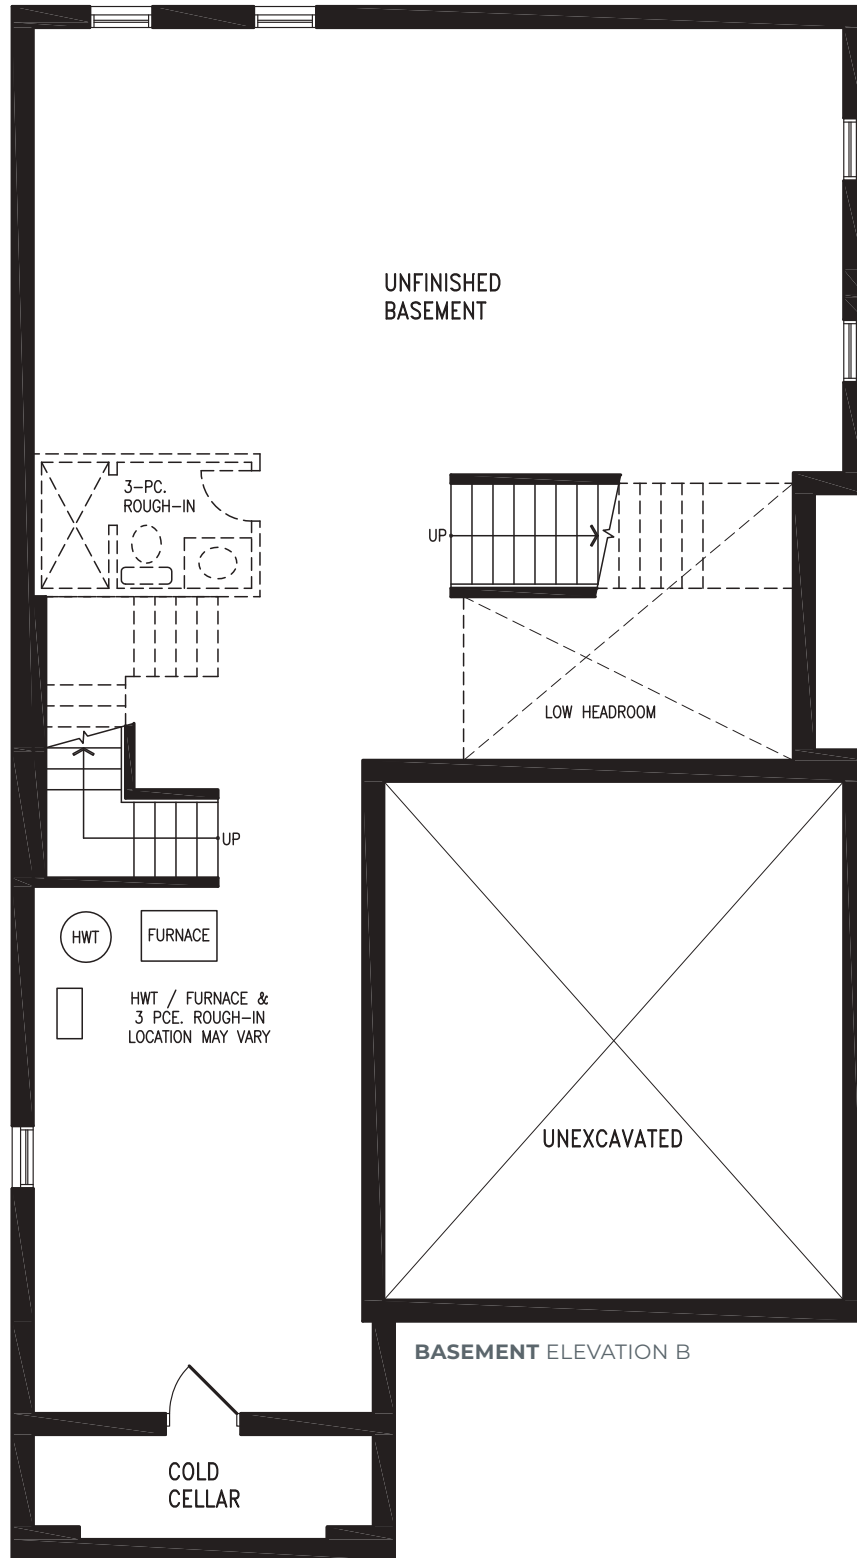 UNFINISHED
BASEMENT
3-PC.
ROUGH-IN
UP
LOW HEADROOM
UP
HWT
FURNACE
HWT / FURNACE &
3 PCE. ROUGH-IN
LOCATION MAY VARY
UNEXCAVATED
BASEMENT ELEVATION B
COLD
CELLAR